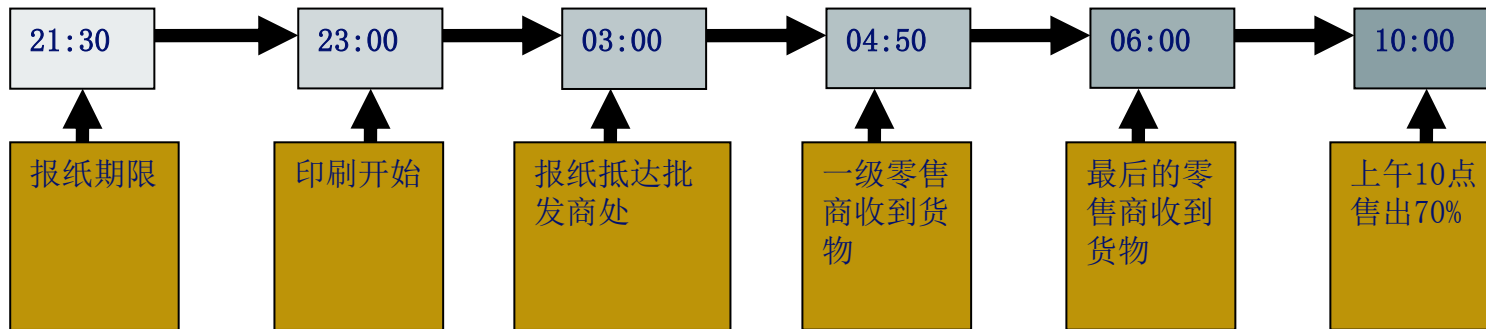 21:30
23:00
03:00
04:50
06:00
10:00
报纸期限
印刷开始
报纸抵达批
发商处
一级零售
商收到货
物
最后的零
售商收到
货物
上午10点
售出70%